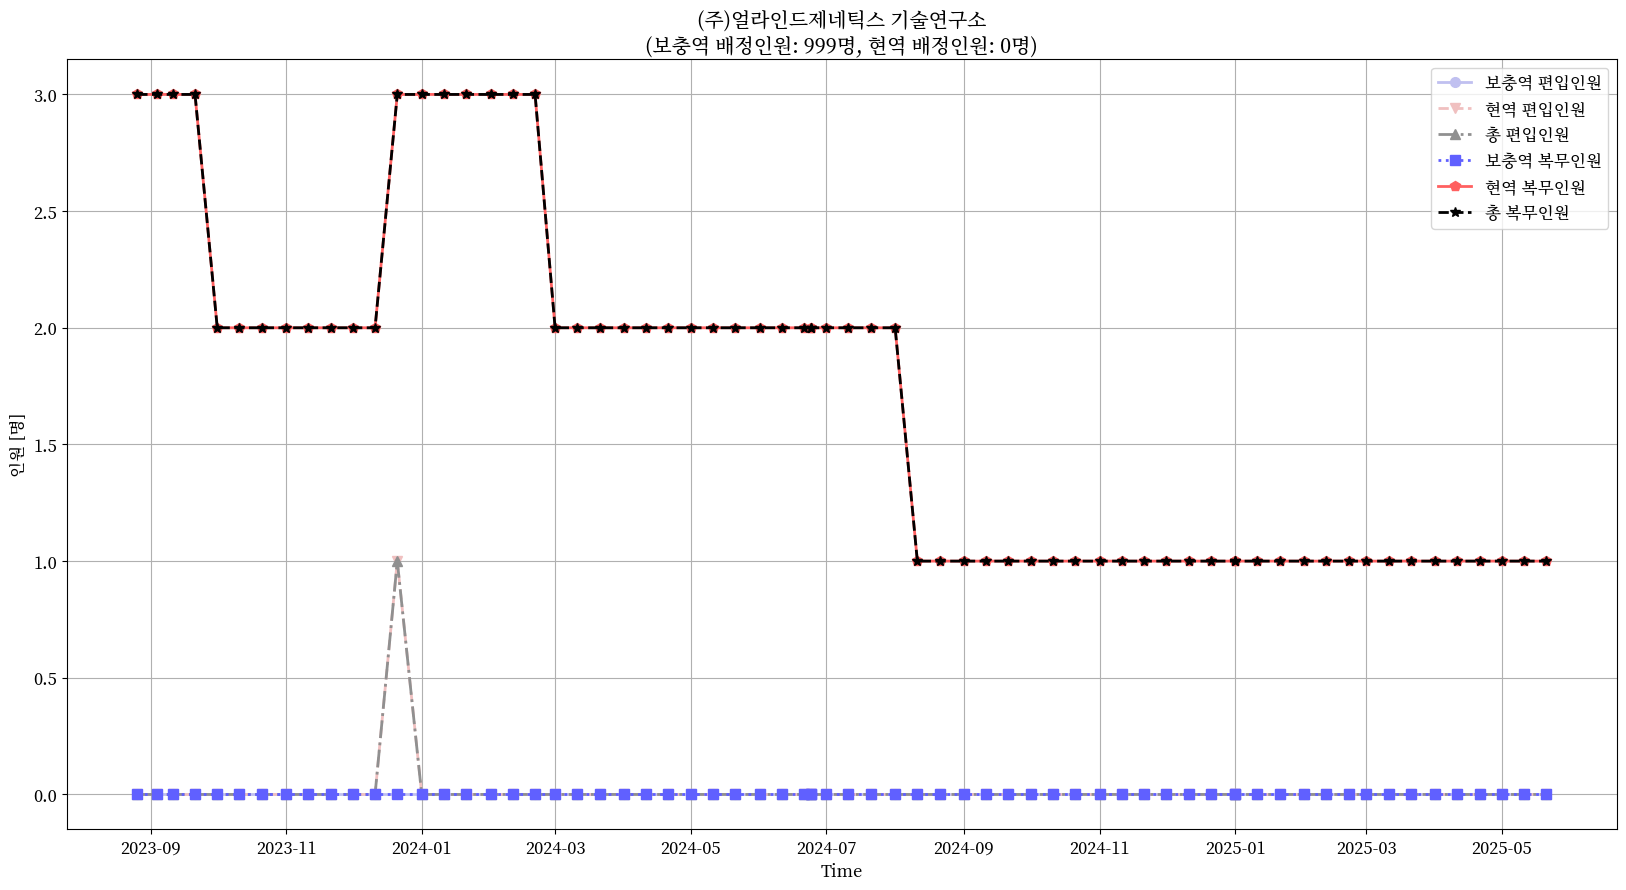 (주)얼라인드제네틱스 기술연구소
(보충역 배정인원: 999명, 현역 배정인원: 0명)
보충역 편입인원
현역 편입인원
총 편입인원
보충역 복무인원
현역 복무인원
총 복무인원
인원 [명]
3.0
2.5
2.0
1.5
1.0
0.5
0.0
2023-09 2023-11 2024-01 2024-03 2024-05 2024-07 2024-09 2024-11 2025-01 2025-03 2025-05
Time